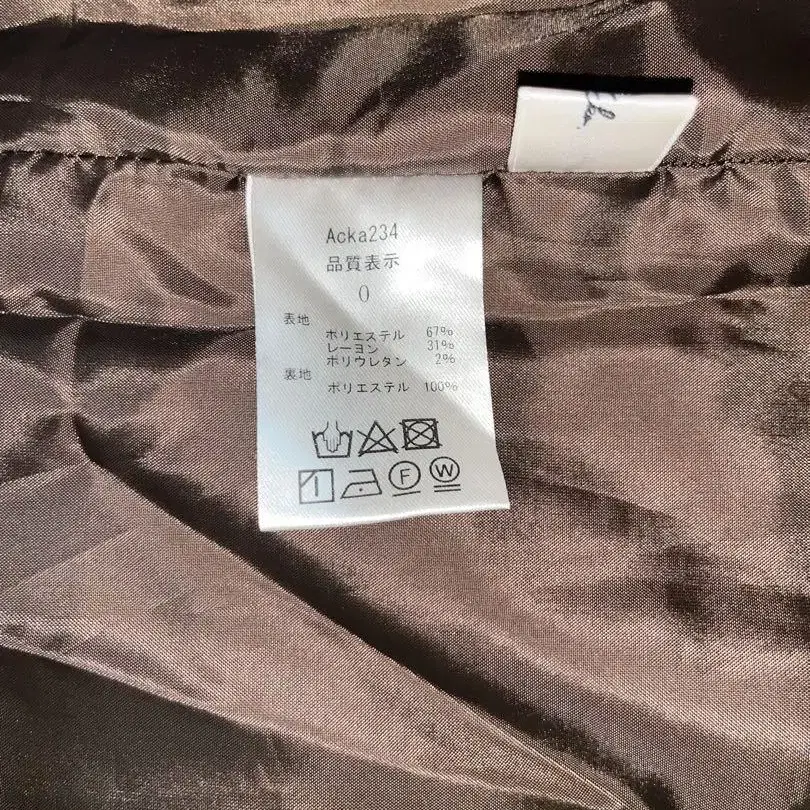 Acka234
品質表示
0
表地
ポリエステル 67%
レーヨン 31%
ポリウレタン 2%
裏地
ポリエステル 100%
F W